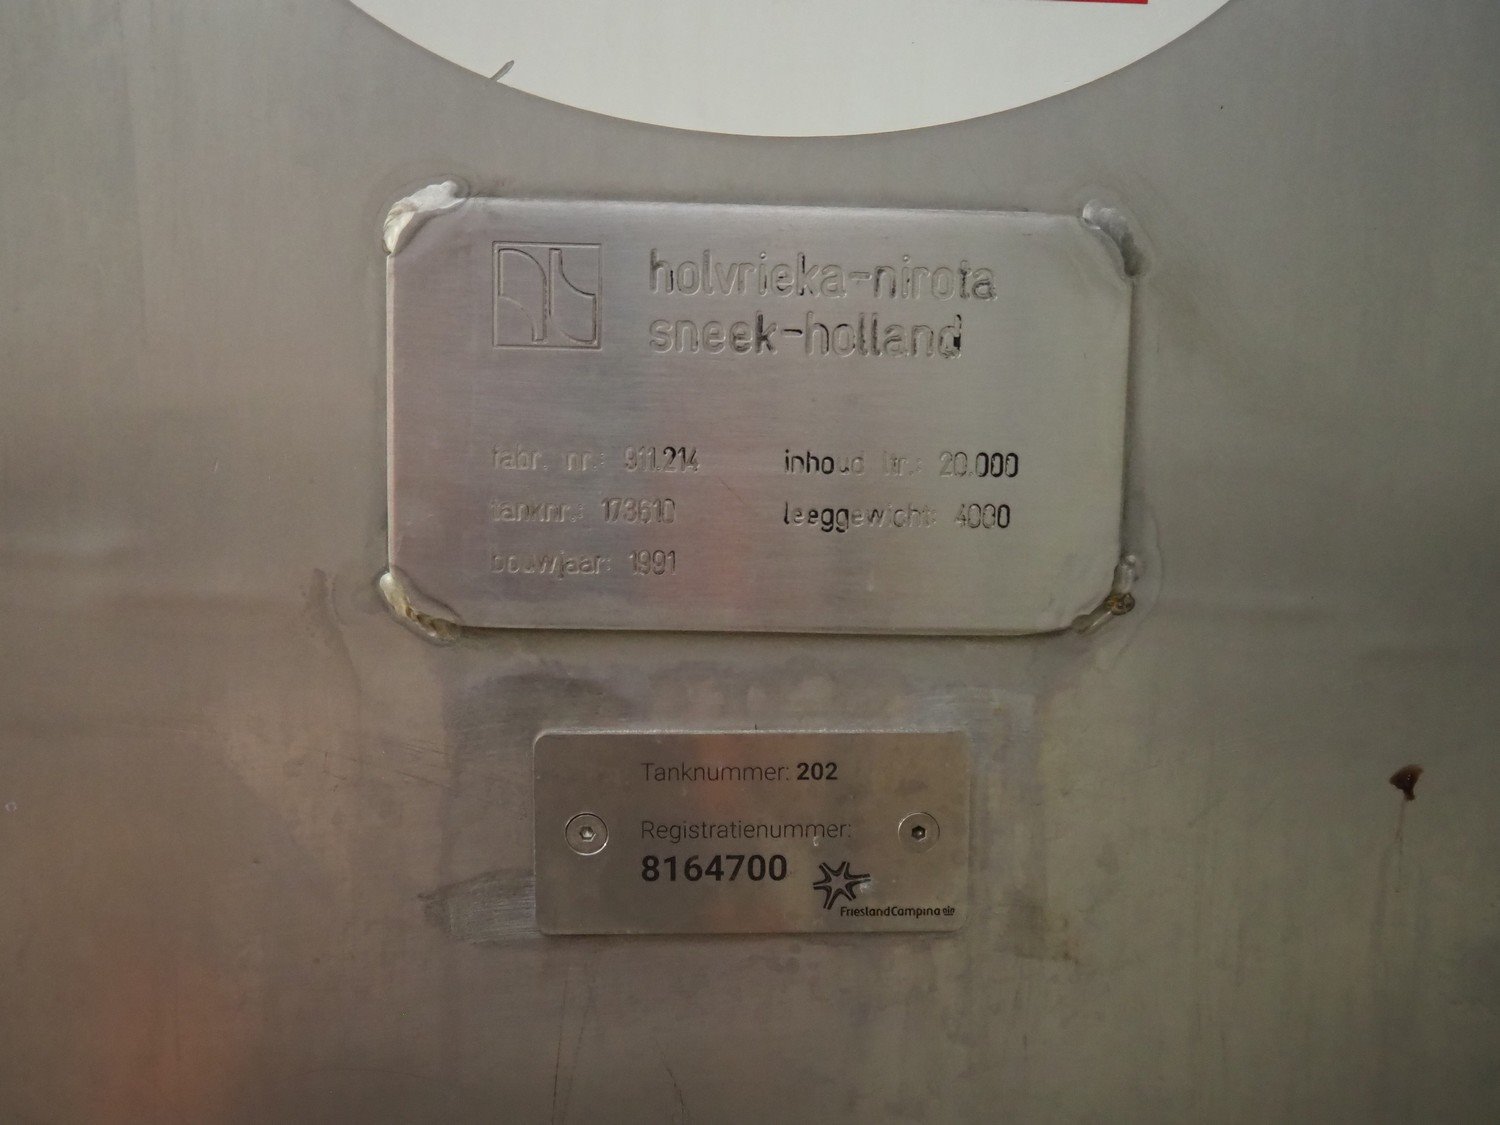 holvrieka-nirota
sneek-holland
fabr. nr.: 911.214 inhoud ltr.: 20.000
tanknr.: 173610 leeggewicht: 4000
bouwjaar: 1991
Tanknummer: 202
Registratienummer:
8164700
FrieslandCampina